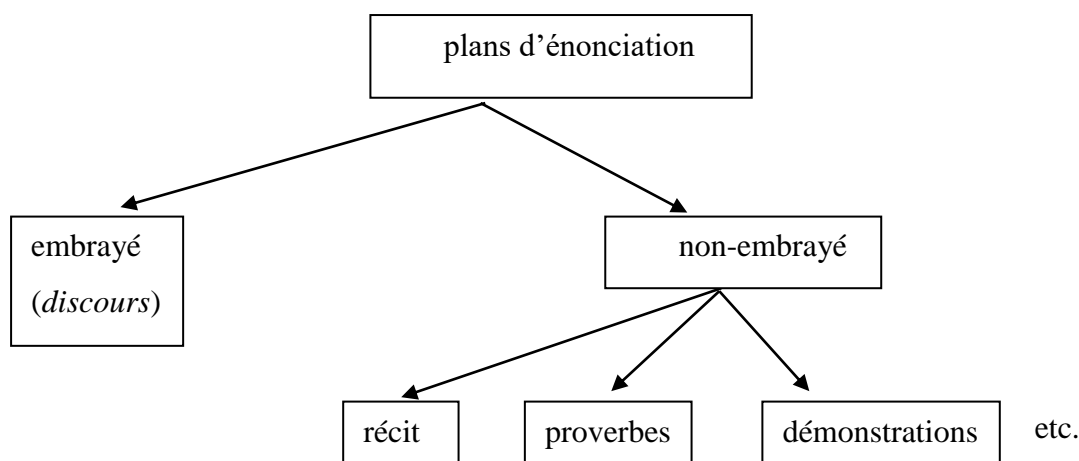 plans d’énonciation
embrayé
(discours)
non-embrayé
récit
proverbes
démonstrations
etc.